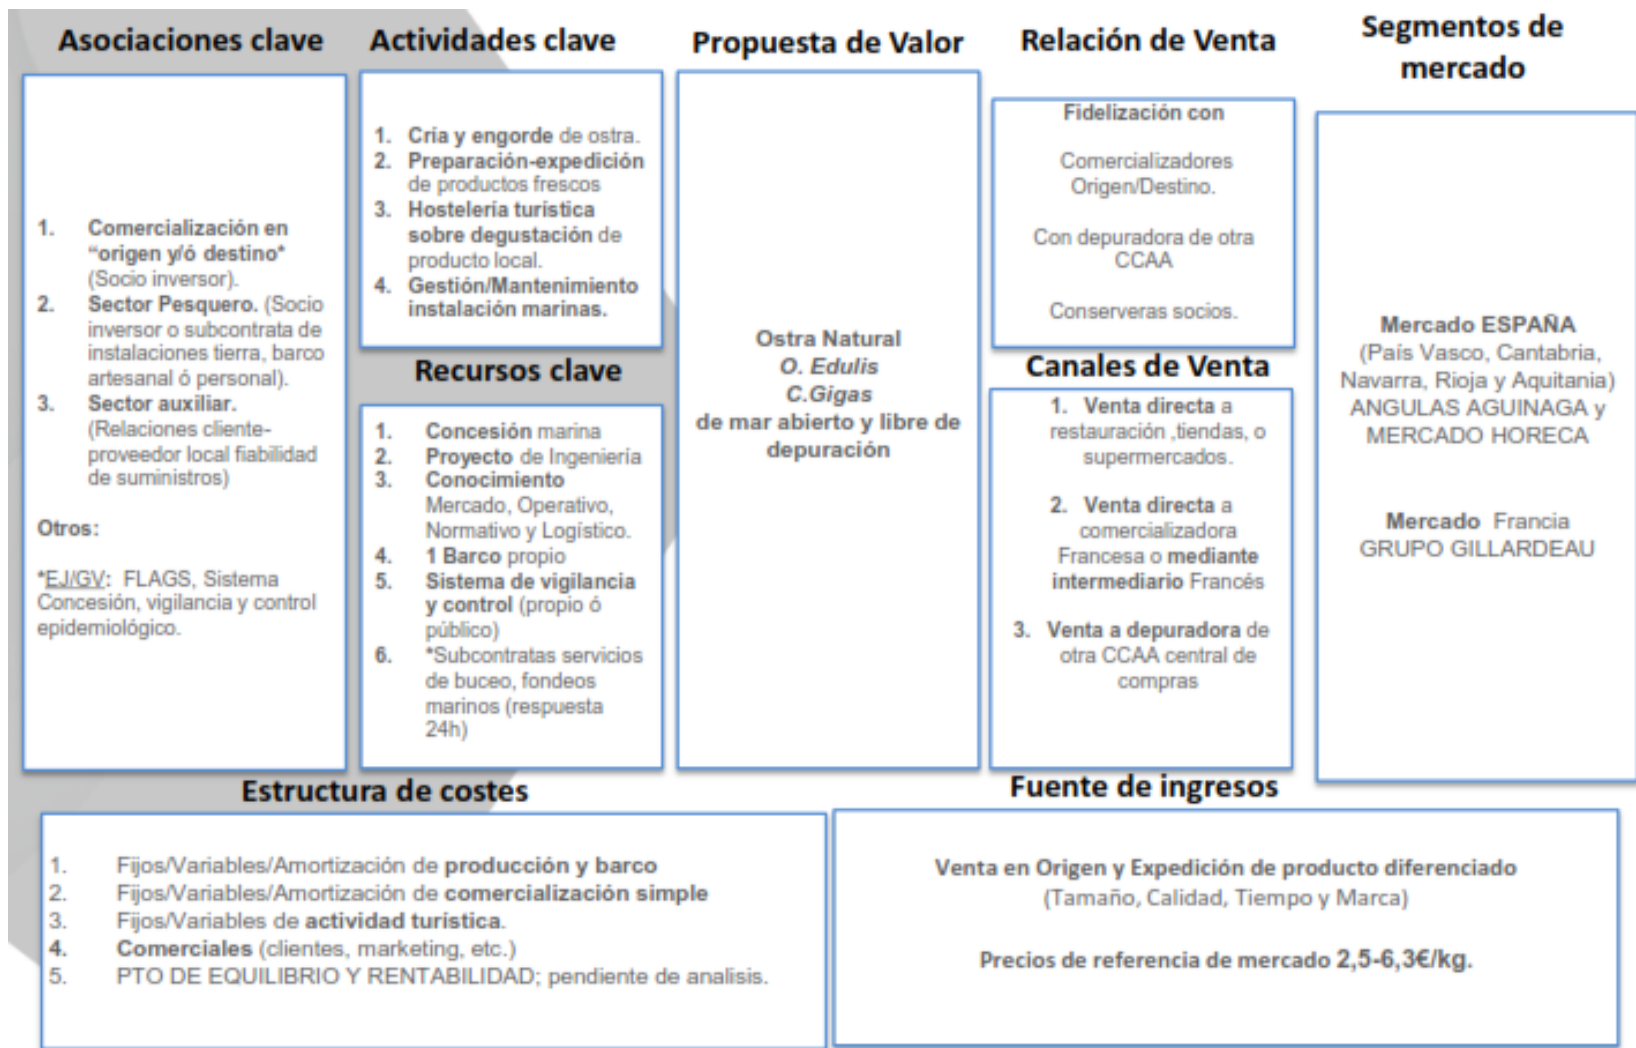 Asociaciones clave
1. Comercialización en
“origen y/ó destino*
(Socio inversor).
2. Sector Pesquero. (Socio
inversor o subcontrata de
instalaciones tierra, barco
artesanal ó personal).
3. Sector auxiliar.
(Relaciones cliente-
proveedor local fiabilidad
de suministros)
Otros:
*EJ/GV: FLAGS, Sistema
Concesión, vigilancia y control
epidemiológico.
Actividades clave
1. Cría y engorde de ostra.
2. Preparación-expedición
de productos frescos
3. Hostelería turística
sobre degustación de
producto local.
4. Gestión/Mantenimiento
instalación marinas.
Recursos clave
1. Concesión marina
2. Proyecto de Ingeniería
3. Conocimiento
Mercado, Operativo,
Normativo y Logístico.
4. 1 Barco propio
5. Sistema de vigilancia
y control (propio ó
público)
6. *Subcontratas servicios
de buceo, fondeos
marinos (respuesta
24h)
Propuesta de Valor
Ostra Natural
O. Edulis
C.Gigas
de mar abierto y libre de
depuración
Relación de Venta
Fidelización con
Comercializadores
Origen/Destino.
Con depuradora de otra
CCAA
Conserveras socios.
Canales de Venta
1. Venta directa a
restauración ,tiendas, o
supermercados.
2. Venta directa a
comercializadora
Francesa o mediante
intermediario Francés
3. Venta a depuradora de
otra CCAA central de
compras
Segmentos de
mercado
Mercado ESPAÑA
(País Vasco, Cantabria,
Navarra, Rioja y Aquitania)
ANGULAS AGUINAGA y
MERCADO HORECA
Mercado Francia
GRUPO GILLARDEAU
Estructura de costes
1. Fijos/Variables/Amortización de producción y barco
2. Fijos/Variables/Amortización de comercialización simple
3. Fijos/Variables de actividad turística.
4. Comerciales (clientes, marketing, etc.)
5. PTO DE EQUILIBRIO Y RENTABILIDAD; pendiente de analisis.
Fuente de ingresos
Venta en Origen y Expedición de producto diferenciado
(Tamaño, Calidad, Tiempo y Marca)
Precios de referencia de mercado 2,5-6,3€/kg.